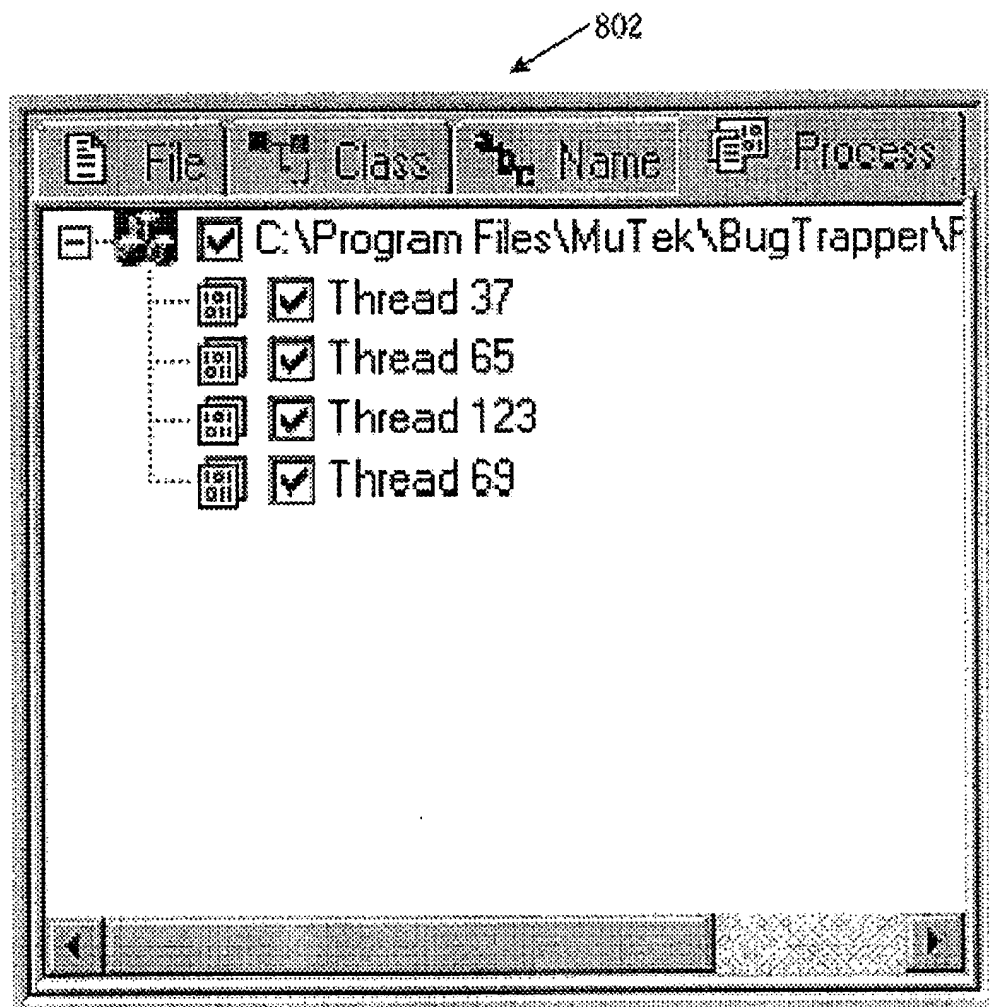 802
File Class Name Process
C:\Program Files\MuTek\BugTrapper\
Thread 37
Thread 65
Thread 123
Thread 69